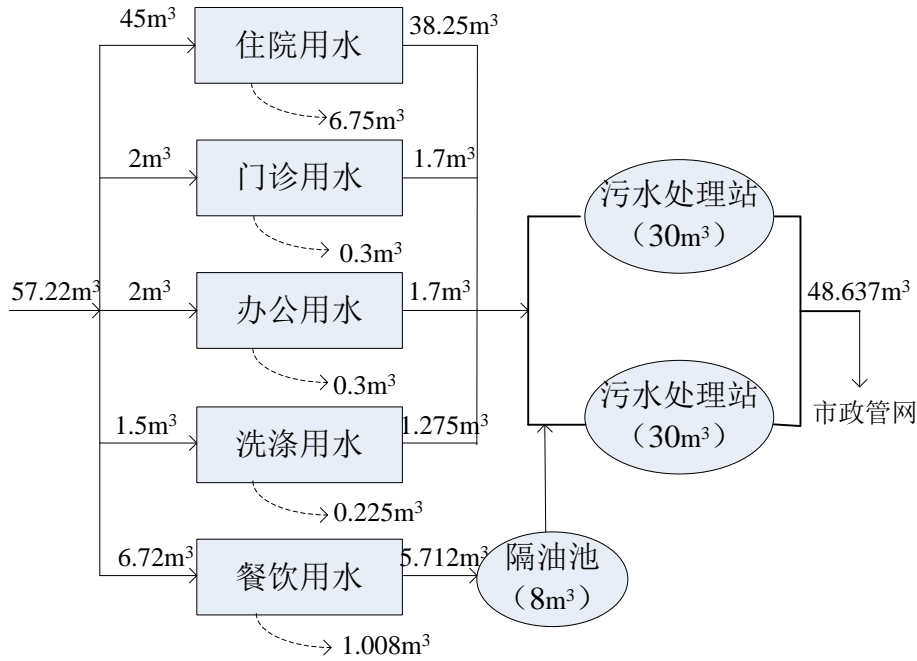 45m³
住院用水
38.25m³
6.75m³
2m³
门诊用水
1.7m³
0.3m³
57.22m³
2m³
办公用水
1.7m³
0.3m³
1.5m³
洗涤用水
1.275m³
0.225m³
6.72m³
餐饮用水
5.712m³
1.008m³
隔油池
（8m³）
污水处理站
（30m³）
污水处理站
（30m³）
48.637m³
市政管网